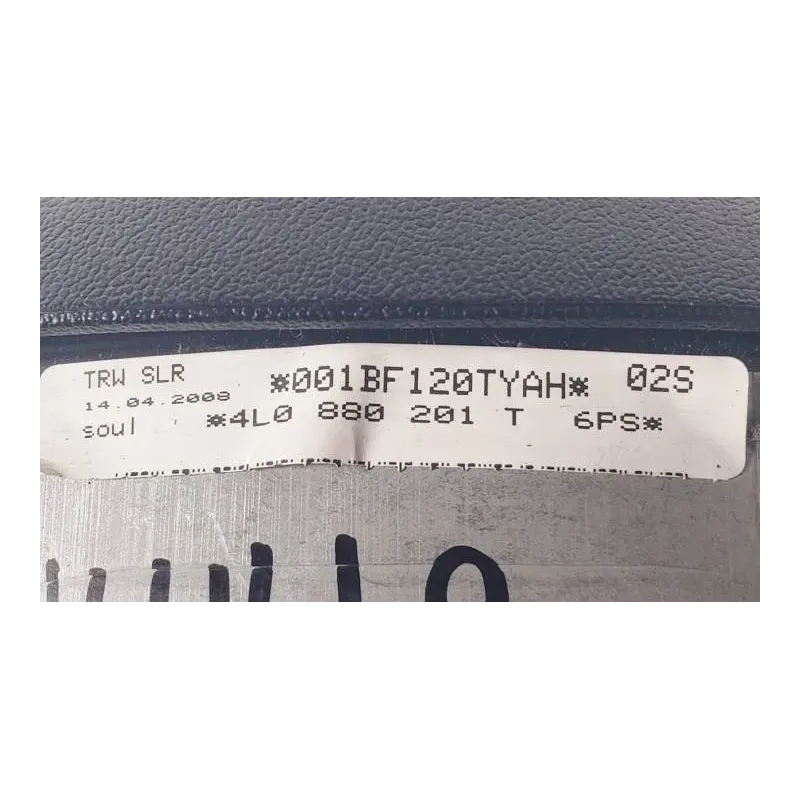 TRW SLR *001BF120TYAH* 02S
14.04.2008
soul *4L0 880 201 T 6PS*